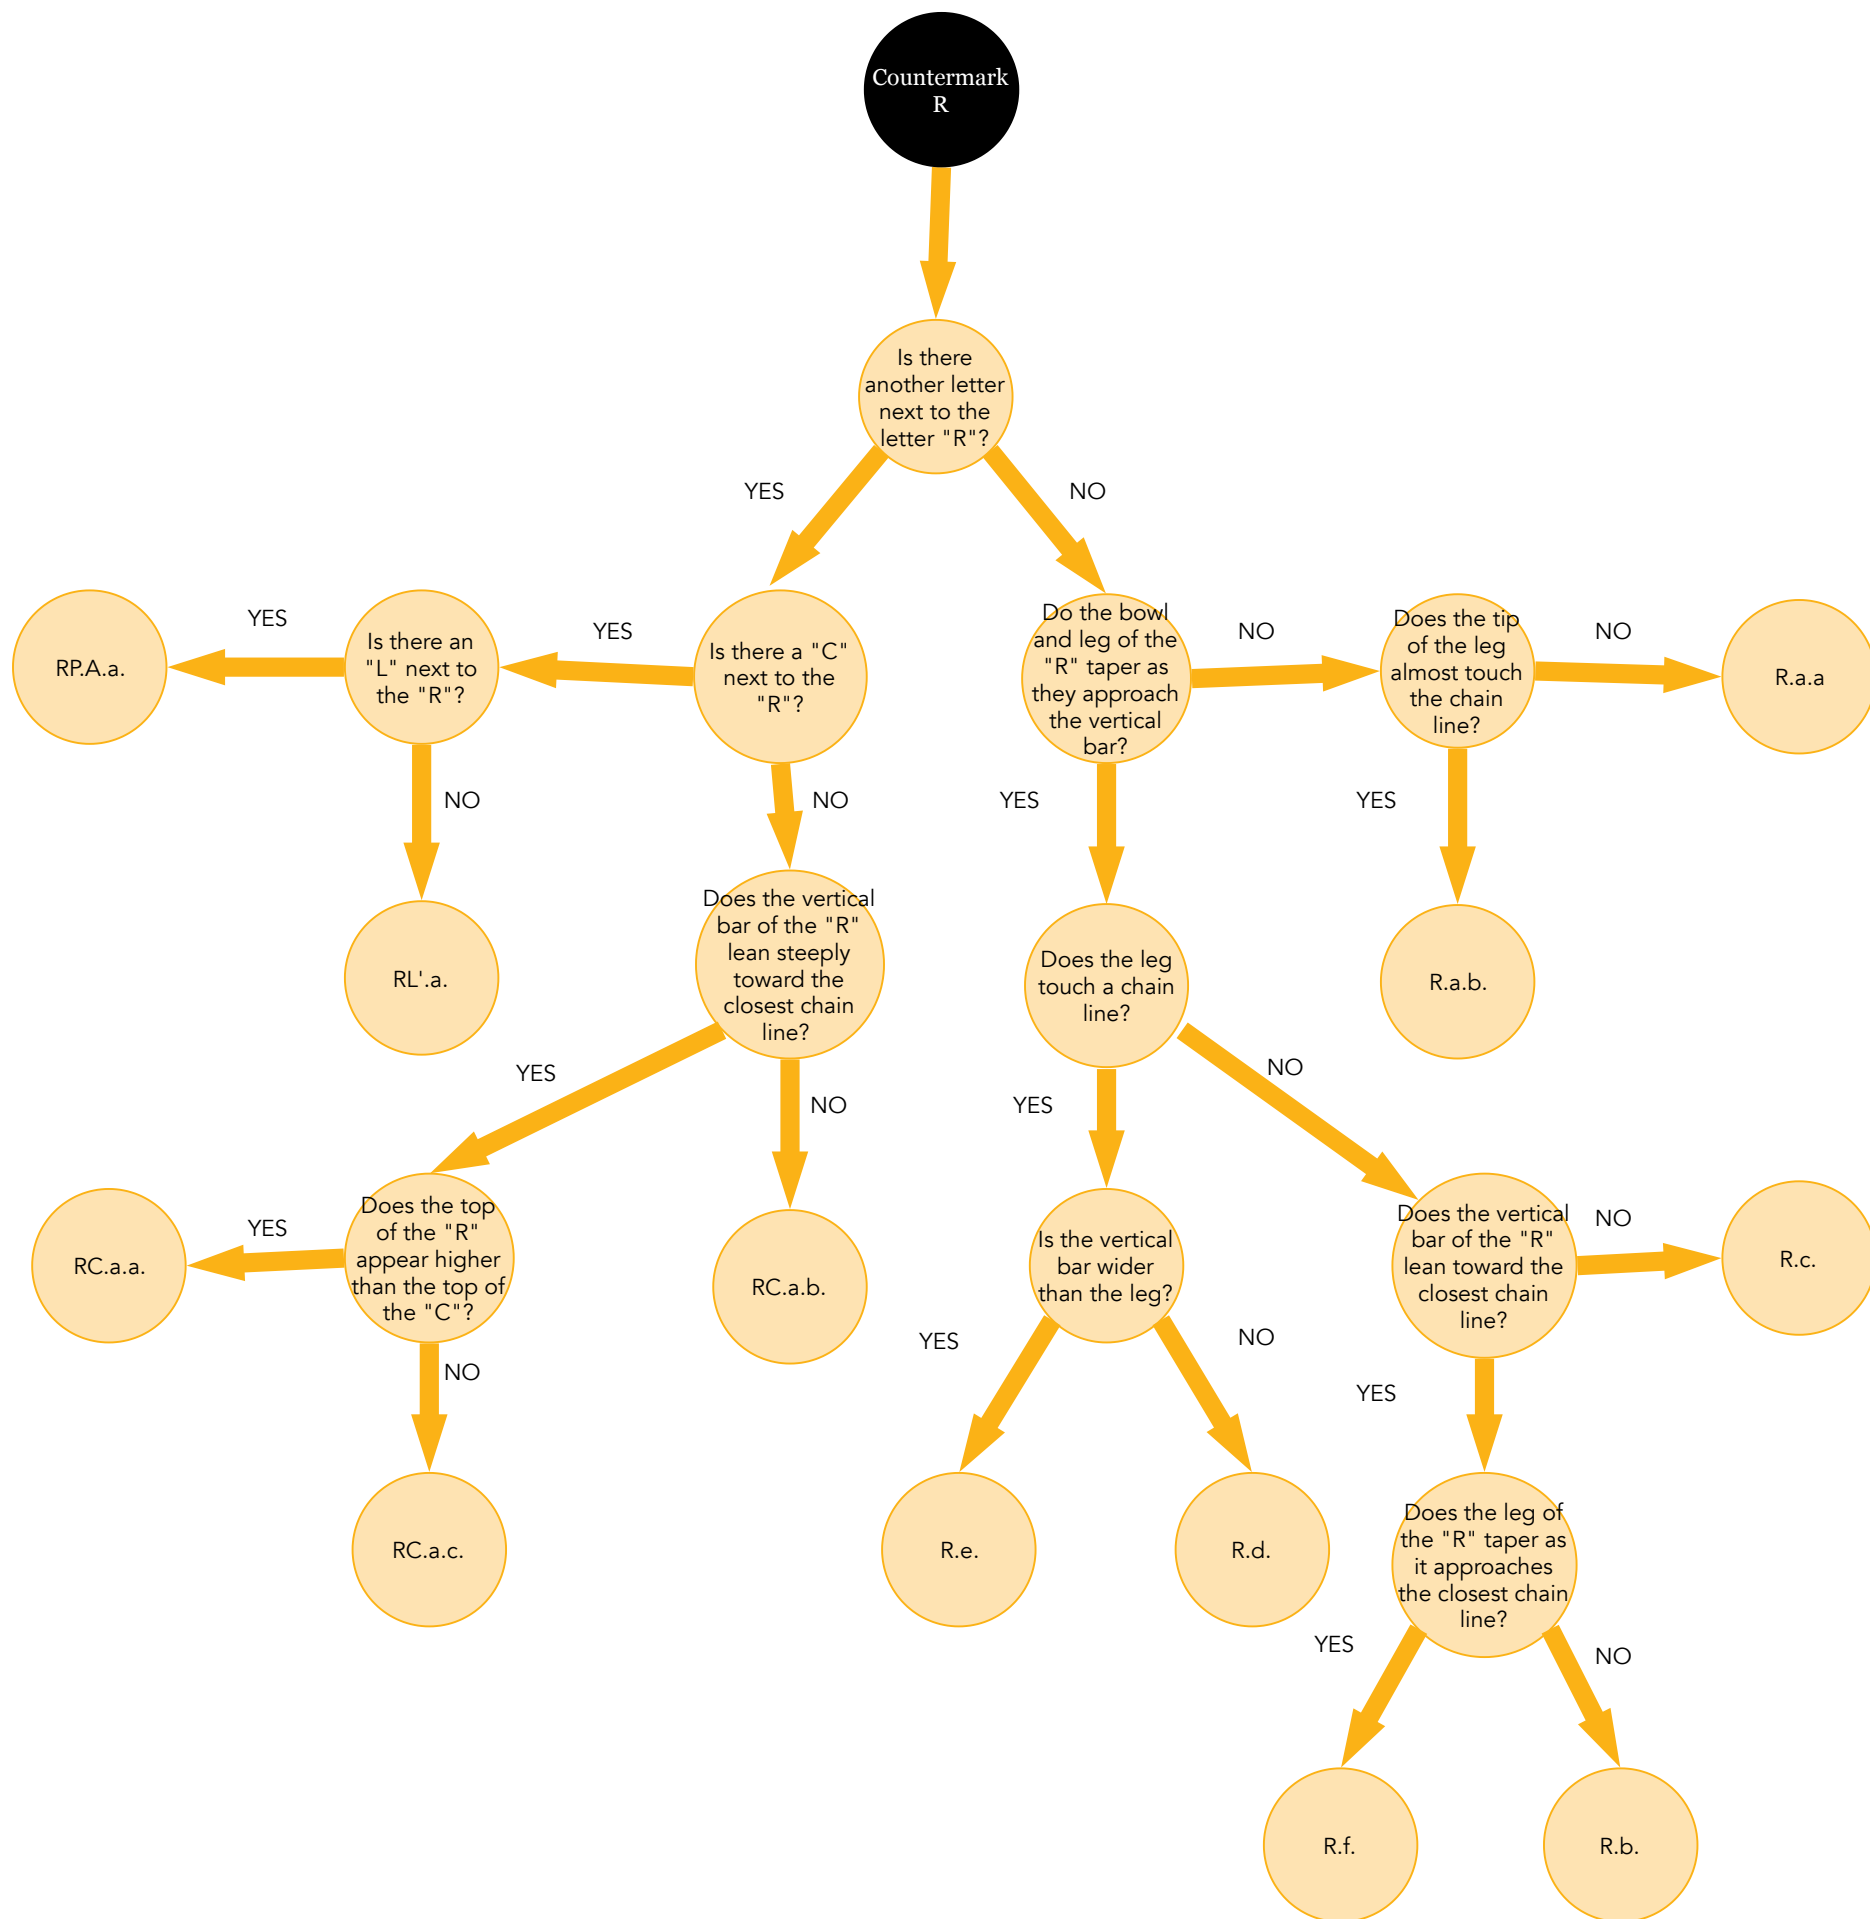 Countermark
R
Is there
another letter
next to the
letter "R"?
YES
NO
RP.A.a.
YES
Is there an
"L" next to
the "R"?
YES
Is there a "C"
next to the
"R"?
Do the bowl
and leg of the
"R" taper as
they approach
the vertical
bar?
NO
Does the tip
of the leg
almost touch
the chain
line?
NO
R.a.a
NO
NO
YES
YES
RL'.a.
Does the vertical
bar of the "R"
lean steeply
toward the
closest chain
line?
Does the leg
touch a chain
line?
R.a.b.
YES
NO
YES
NO
RC.a.a.
YES
Does the top
of the "R"
appear higher
than the top of
the "C"?
RC.a.b.
Is the vertical
bar wider
than the leg?
Does the vertical
bar of the "R"
lean toward the
closest chain
line?
NO
R.c.
NO
YES
NO
YES
RC.a.c.
R.e.
R.d.
Does the leg of
the "R" taper as
it approaches
the closest chain
line?
YES
NO
R.f.
R.b.